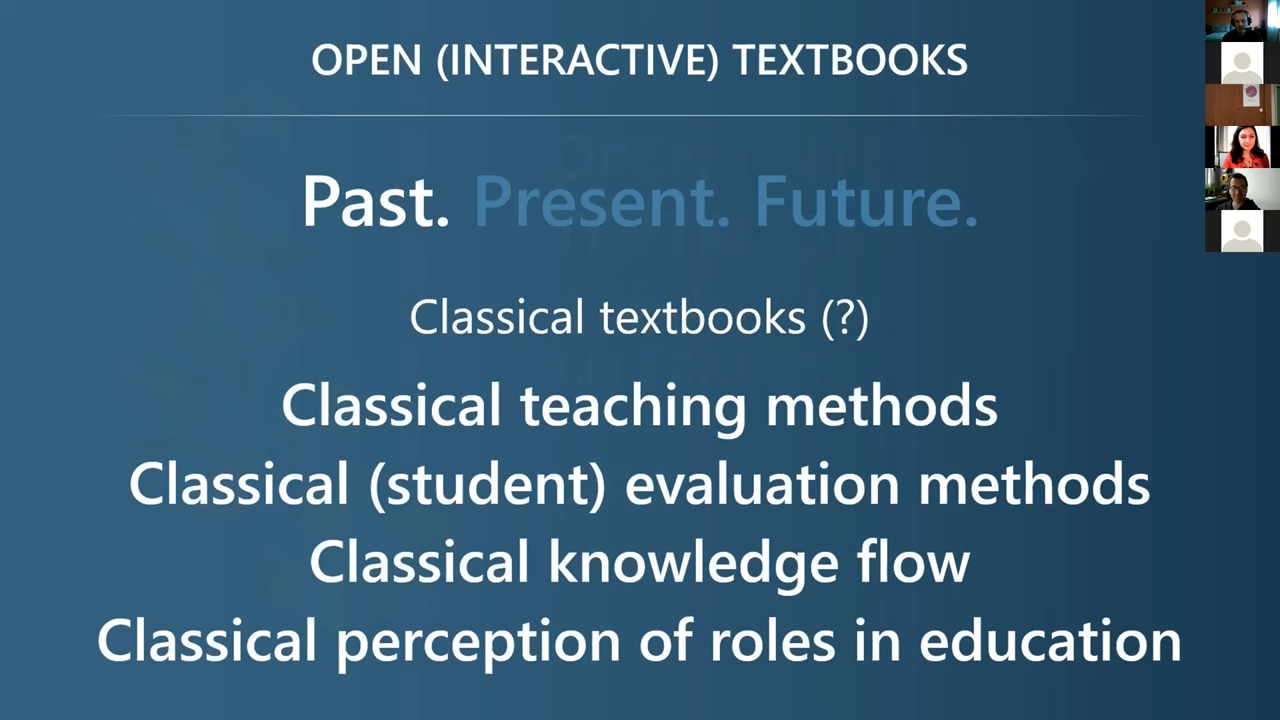 OPEN (INTERACTIVE) TEXTBOOKS
Past. Present. Future.
Classical textbooks (?)
Classical teaching methods
Classical (student) evaluation methods
Classical knowledge flow
Classical perception of roles in education